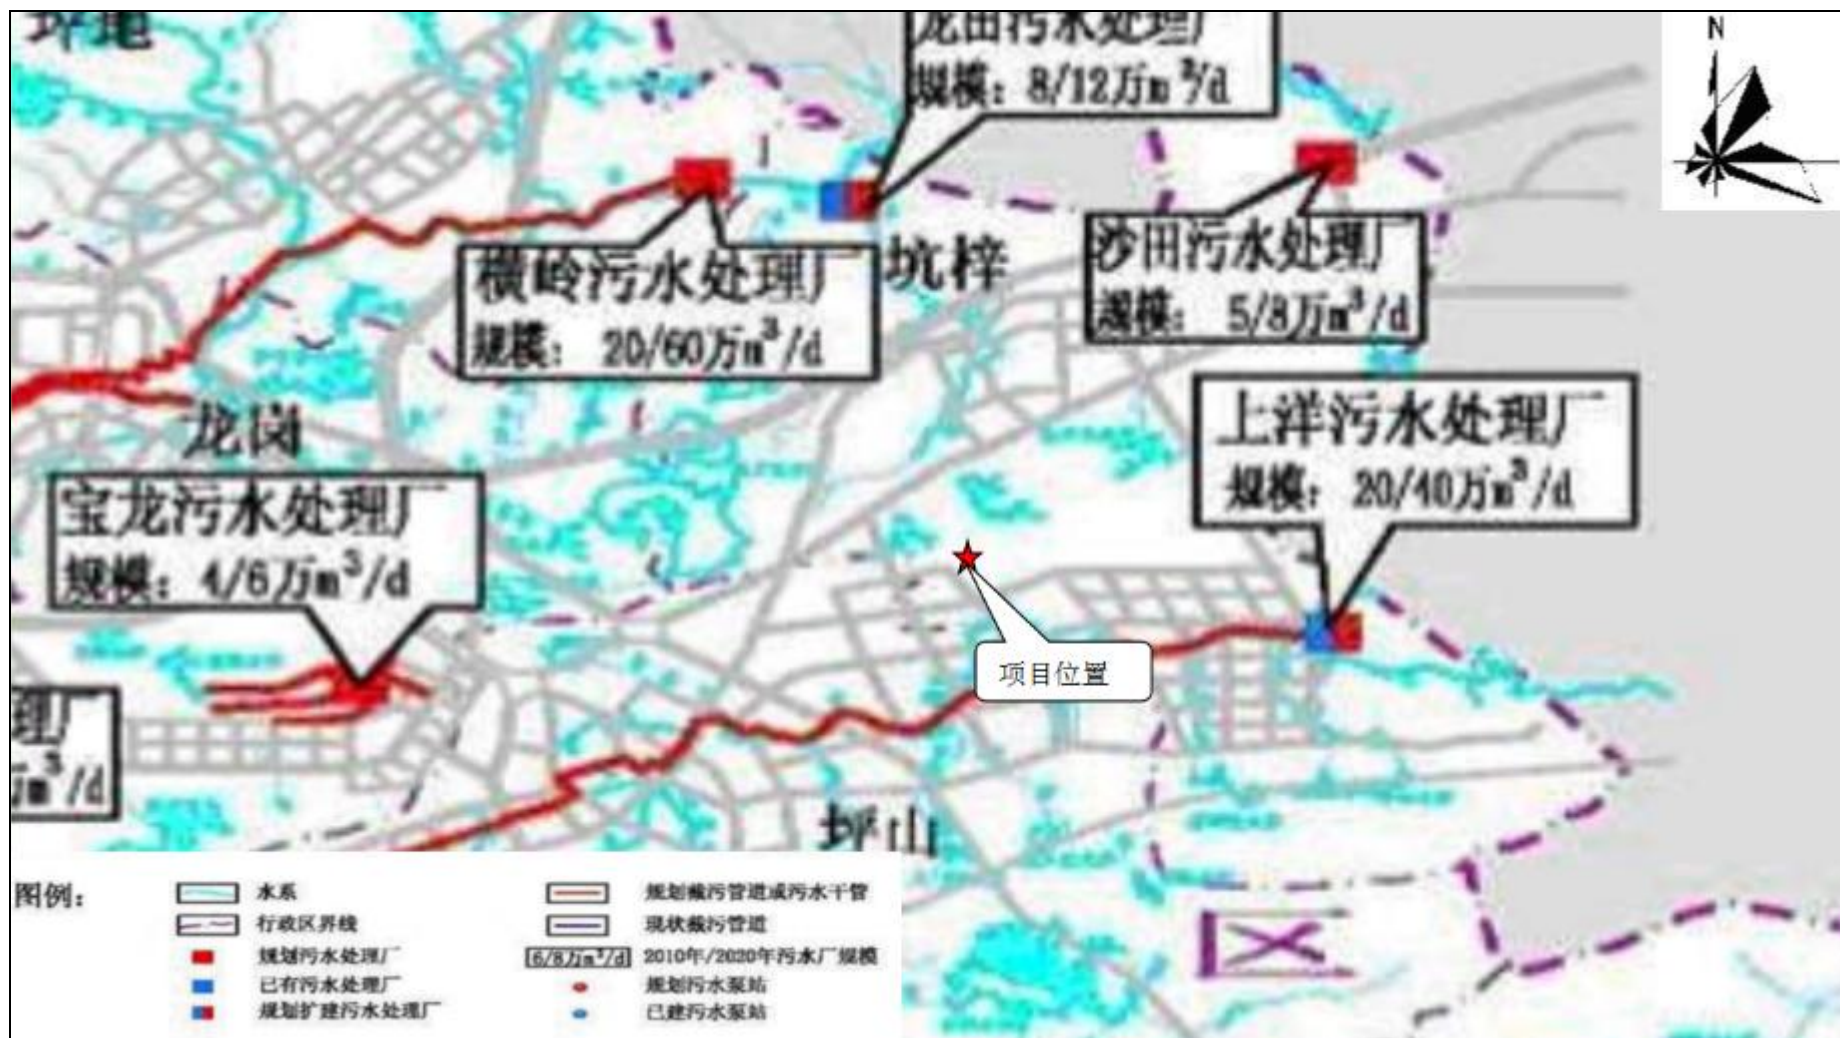 坪地
龙田污水处理厂
规模：8/12万m³/d
N
横岭污水处理厂
规模：20/60万m³/d
坑梓
沙田污水处理厂
规模：5/8万m³/d
龙岗
上洋污水处理厂
规模：20/40万m³/d
宝龙污水处理厂
规模：4/6万m³/d
项目位置
理厂
万m³/d
坪山
区
图例：
水系
规划截污管道或污水干管
行政区界线
现状截污管道
规划污水处理厂
6/8万m³/d
2010年/2020年污水厂规模
已有污水处理厂
规划污水泵站
规划扩建污水处理厂
已建污水泵站